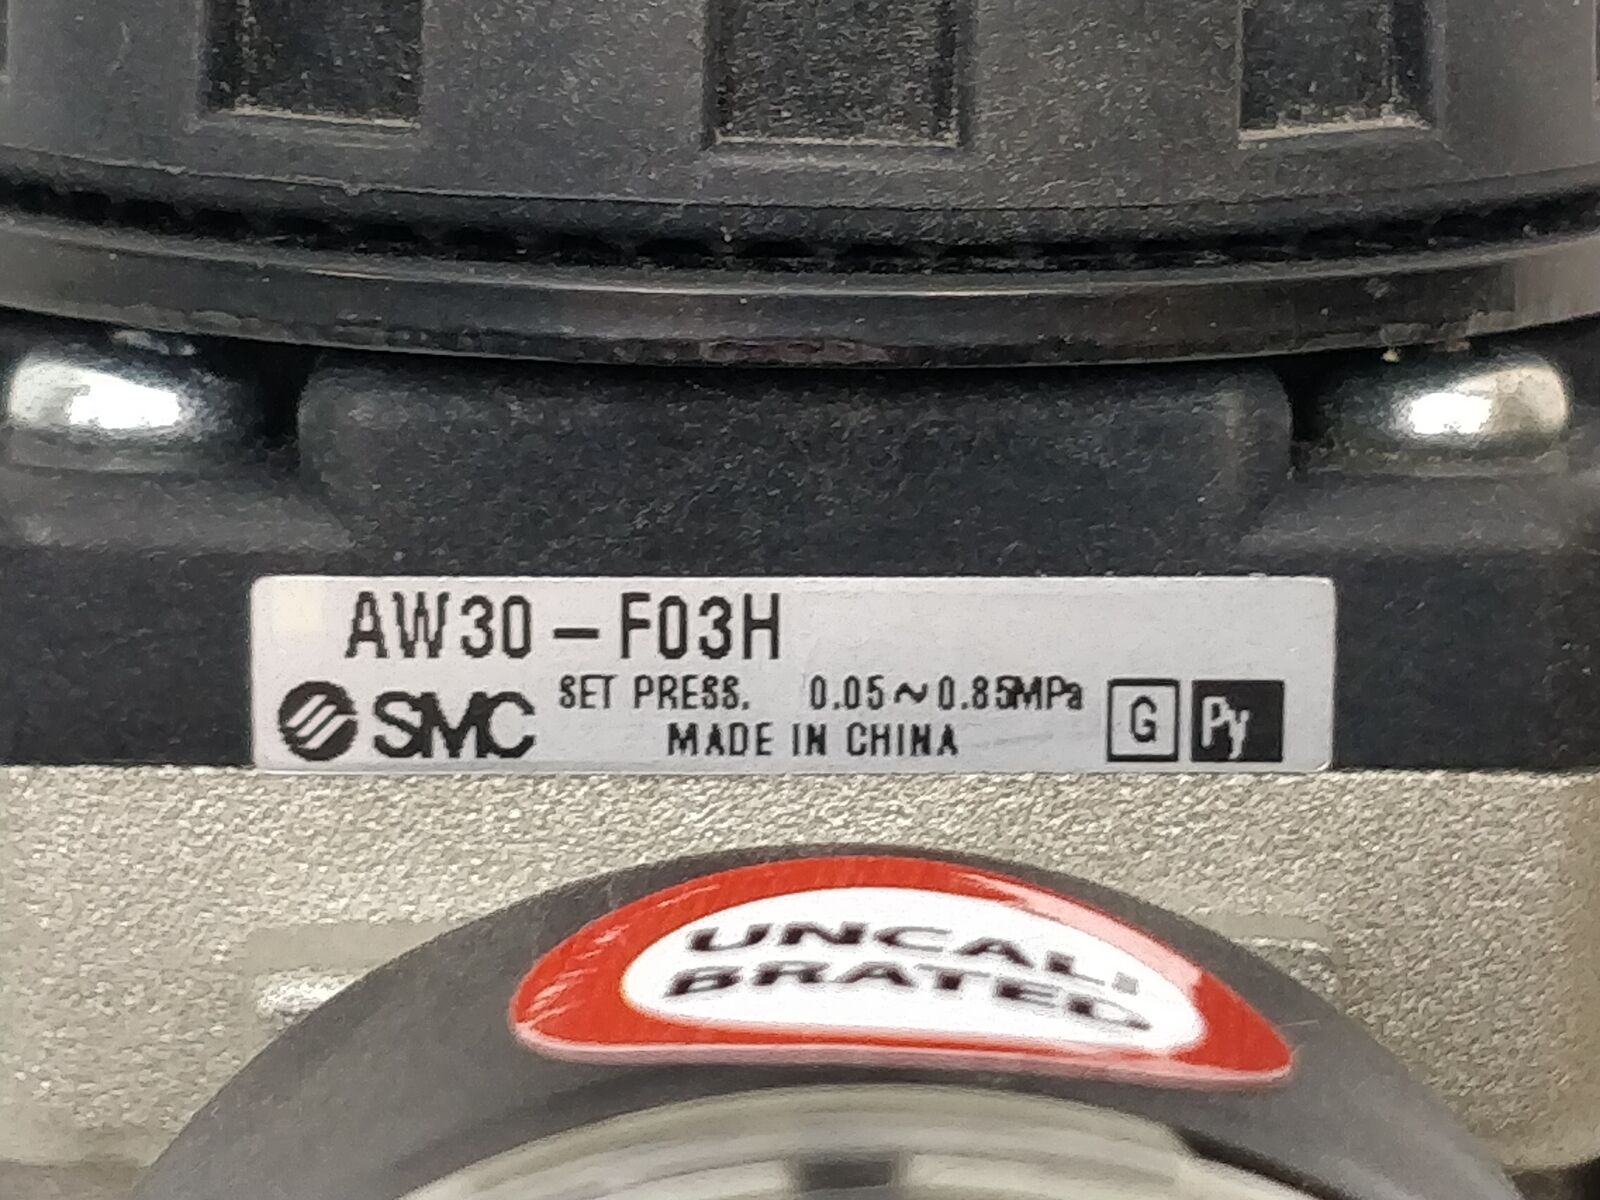 AW30-F03H
SMC SET PRESS. 0.05~0.85MPa G Py
MADE IN CHINA
UNCALI
BRATED